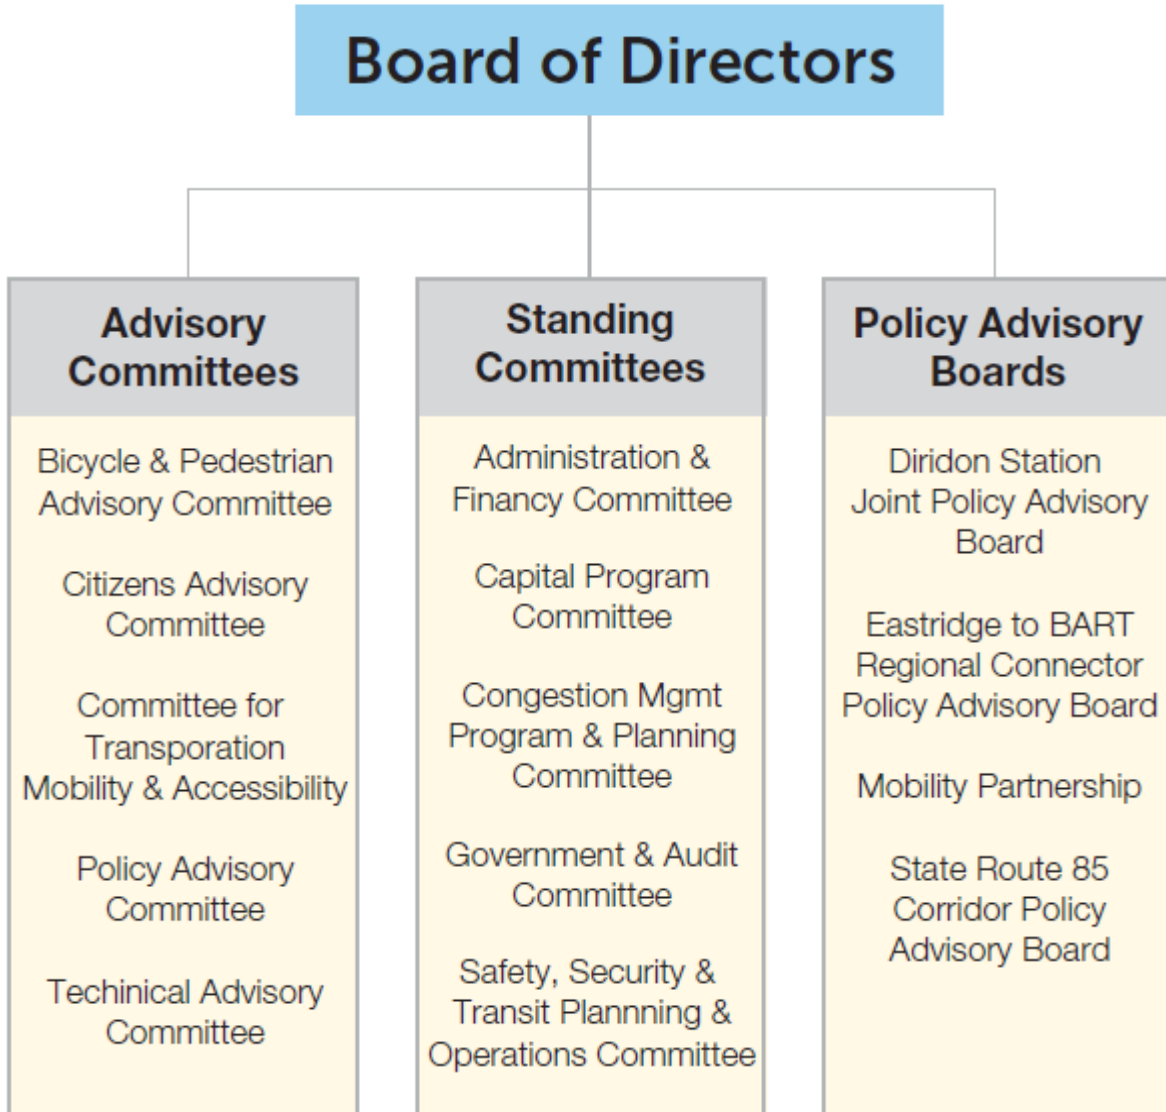 Board of Directors
Advisory
Committees
Bicycle & Pedestrian
Advisory Committee
Citizens Advisory
Committee
Committee for
Transporation
Mobility & Accessibility
Policy Advisory
Committee
Techinical Advisory
Committee
Standing
Committees
Administration &
Financy Committee
Capital Program
Committee
Congestion Mgmt
Program & Planning
Committee
Government & Audit
Committee
Safety, Security &
Transit Plannning &
Operations Committee
Policy Advisory
Boards
Diridon Station
Joint Policy Advisory
Board
Eastridge to BART
Regional Connector
Policy Advisory Board
Mobility Partnership
State Route 85
Corridor Policy
Advisory Board